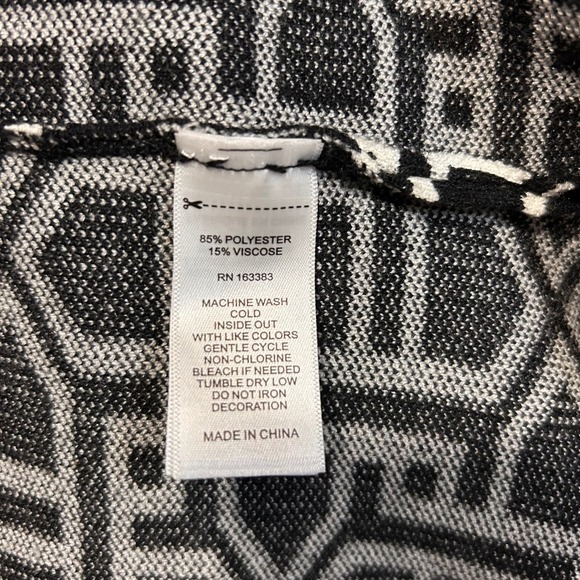 85% POLYESTER
15% VISCOSE
RN 163383
MACHINE WASH
COLD
INSIDE OUT
WITH LIKE COLORS
GENTLE CYCLE
NON-CHLORINE
BLEACH IF NEEDED
TUMBLE DRY LOW
DO NOT IRON
DECORATION
MADE IN CHINA